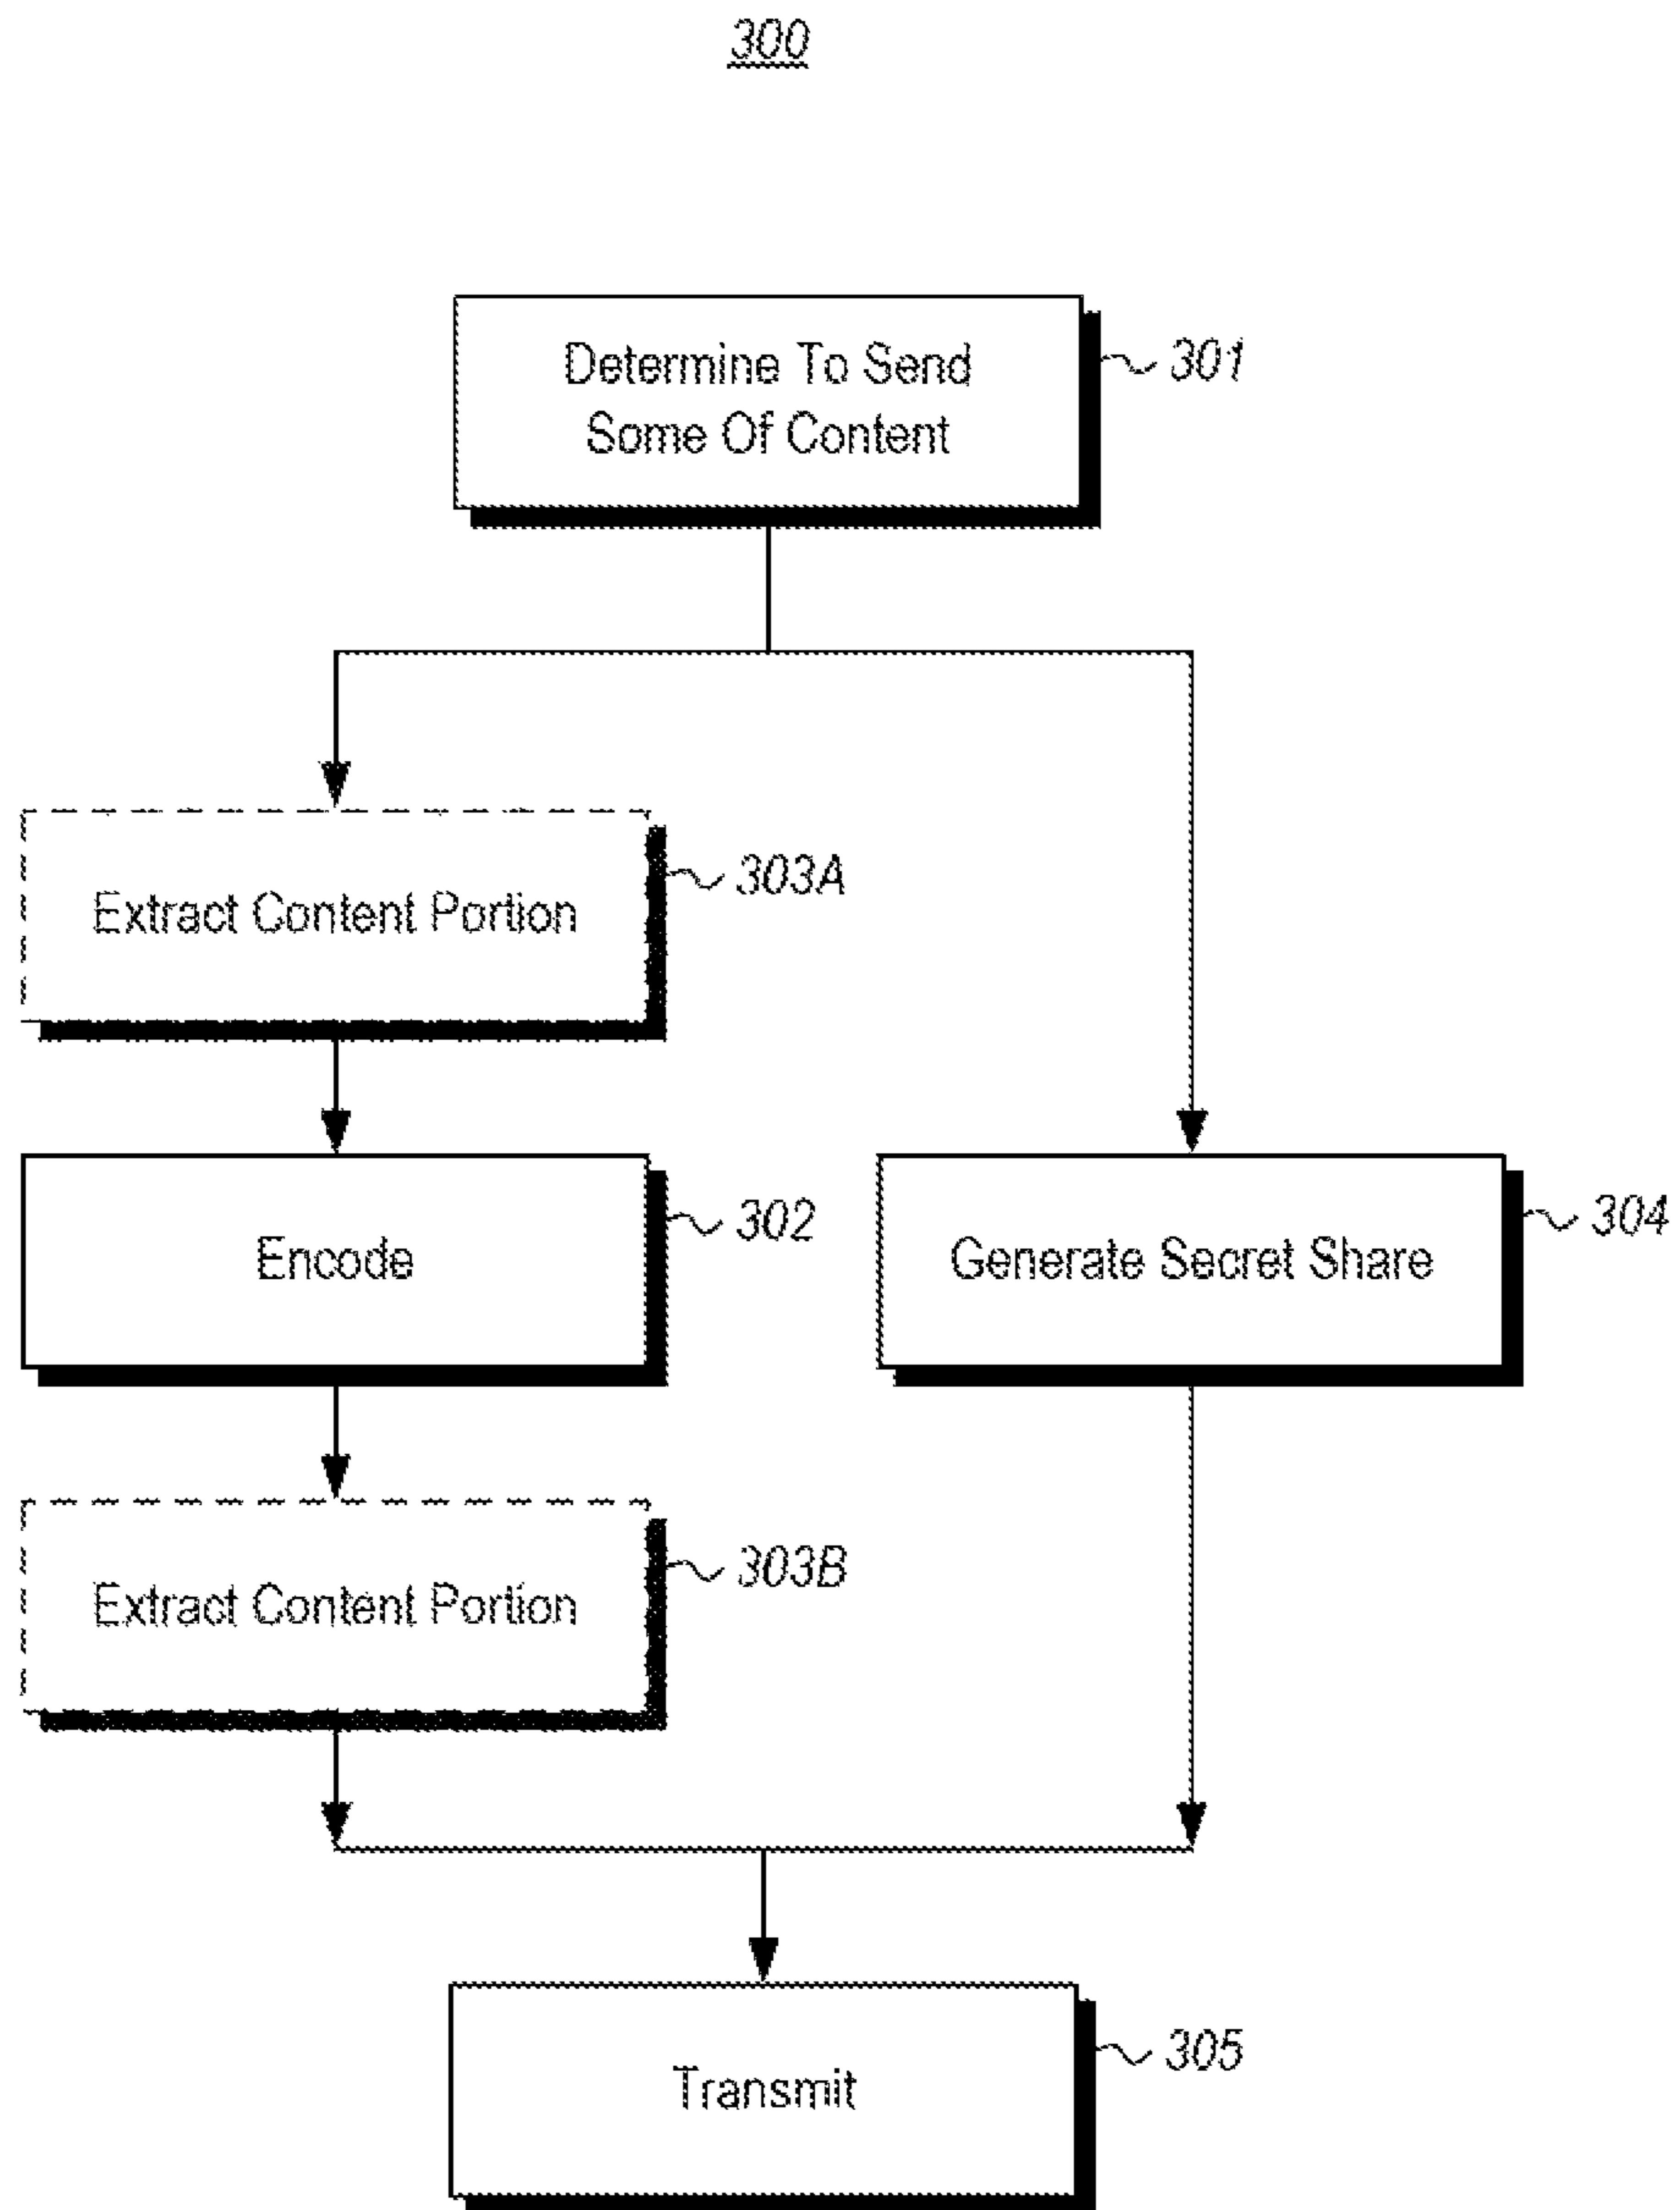 300
Determine To Send
Some Of Content
301
Extract Content Portion
303A
Encode
302
Generate Secret Share
304
Extract Content Portion
303B
Transmit
305